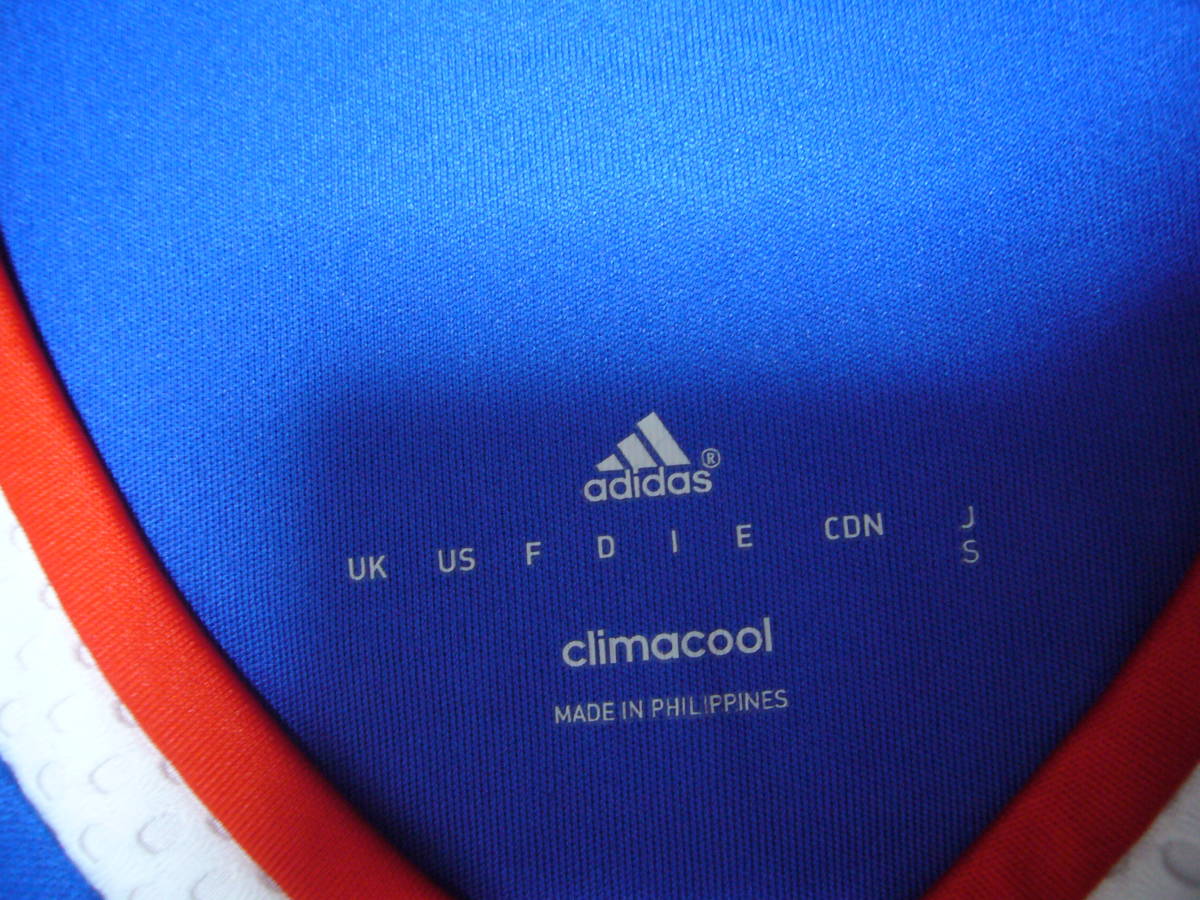 adidas®
UK US F D I E CDN J
S
climacool
MADE IN PHILIPPINES